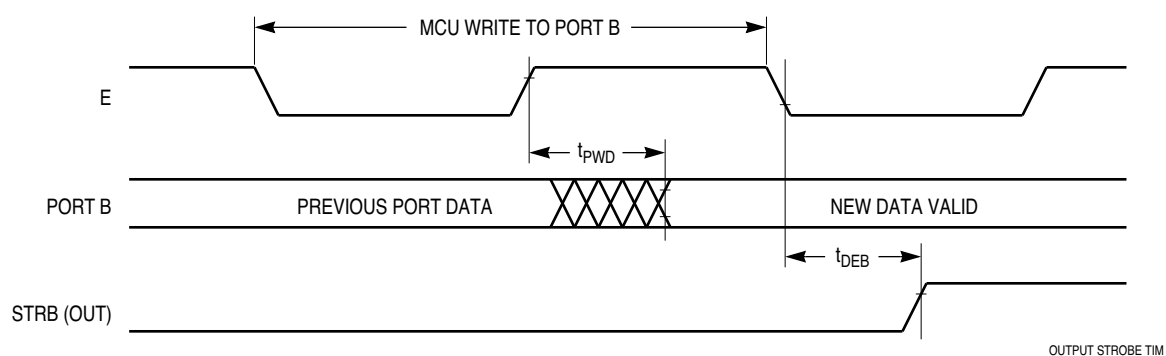 MCU WRITE TO PORT B
E
tPWD
PORT B
PREVIOUS PORT DATA
NEW DATA VALID
tDEB
STRB (OUT)
OUTPUT STROBE TIM